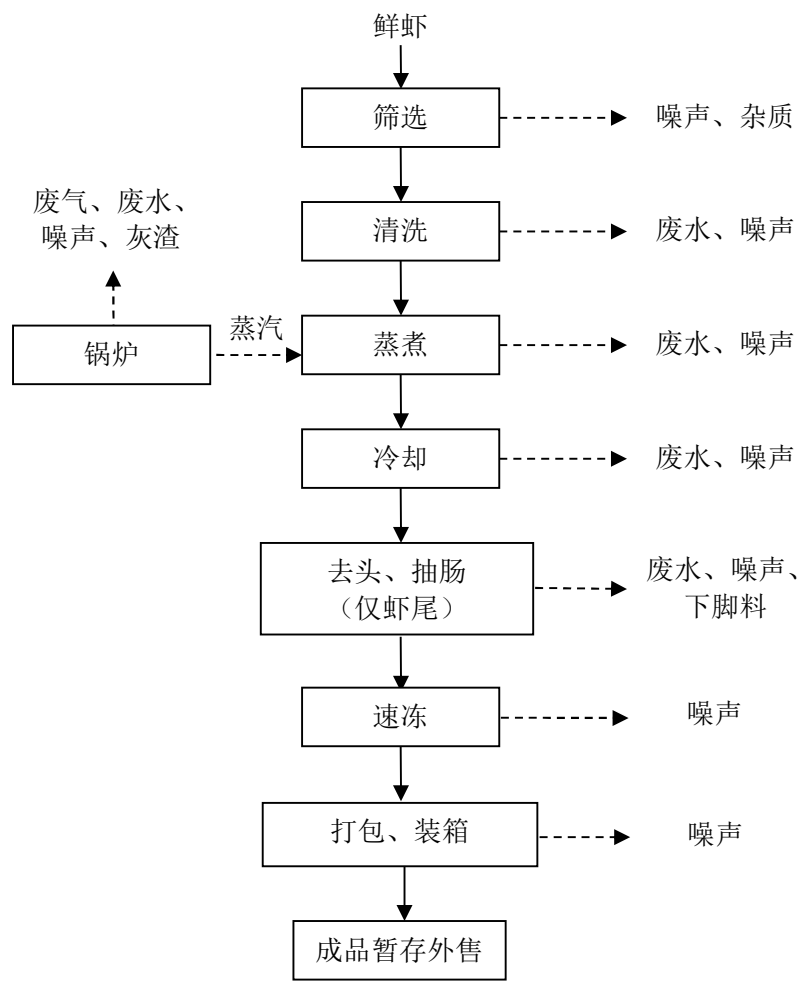 鲜虾
筛选
噪声、杂质
废气、废水、
噪声、灰渣
清洗
废水、噪声
锅炉
蒸汽
蒸煮
废水、噪声
冷却
废水、噪声
去头、抽肠
（仅虾尾）
废水、噪声、
下脚料
速冻
噪声
打包、装箱
噪声
成品暂存外售